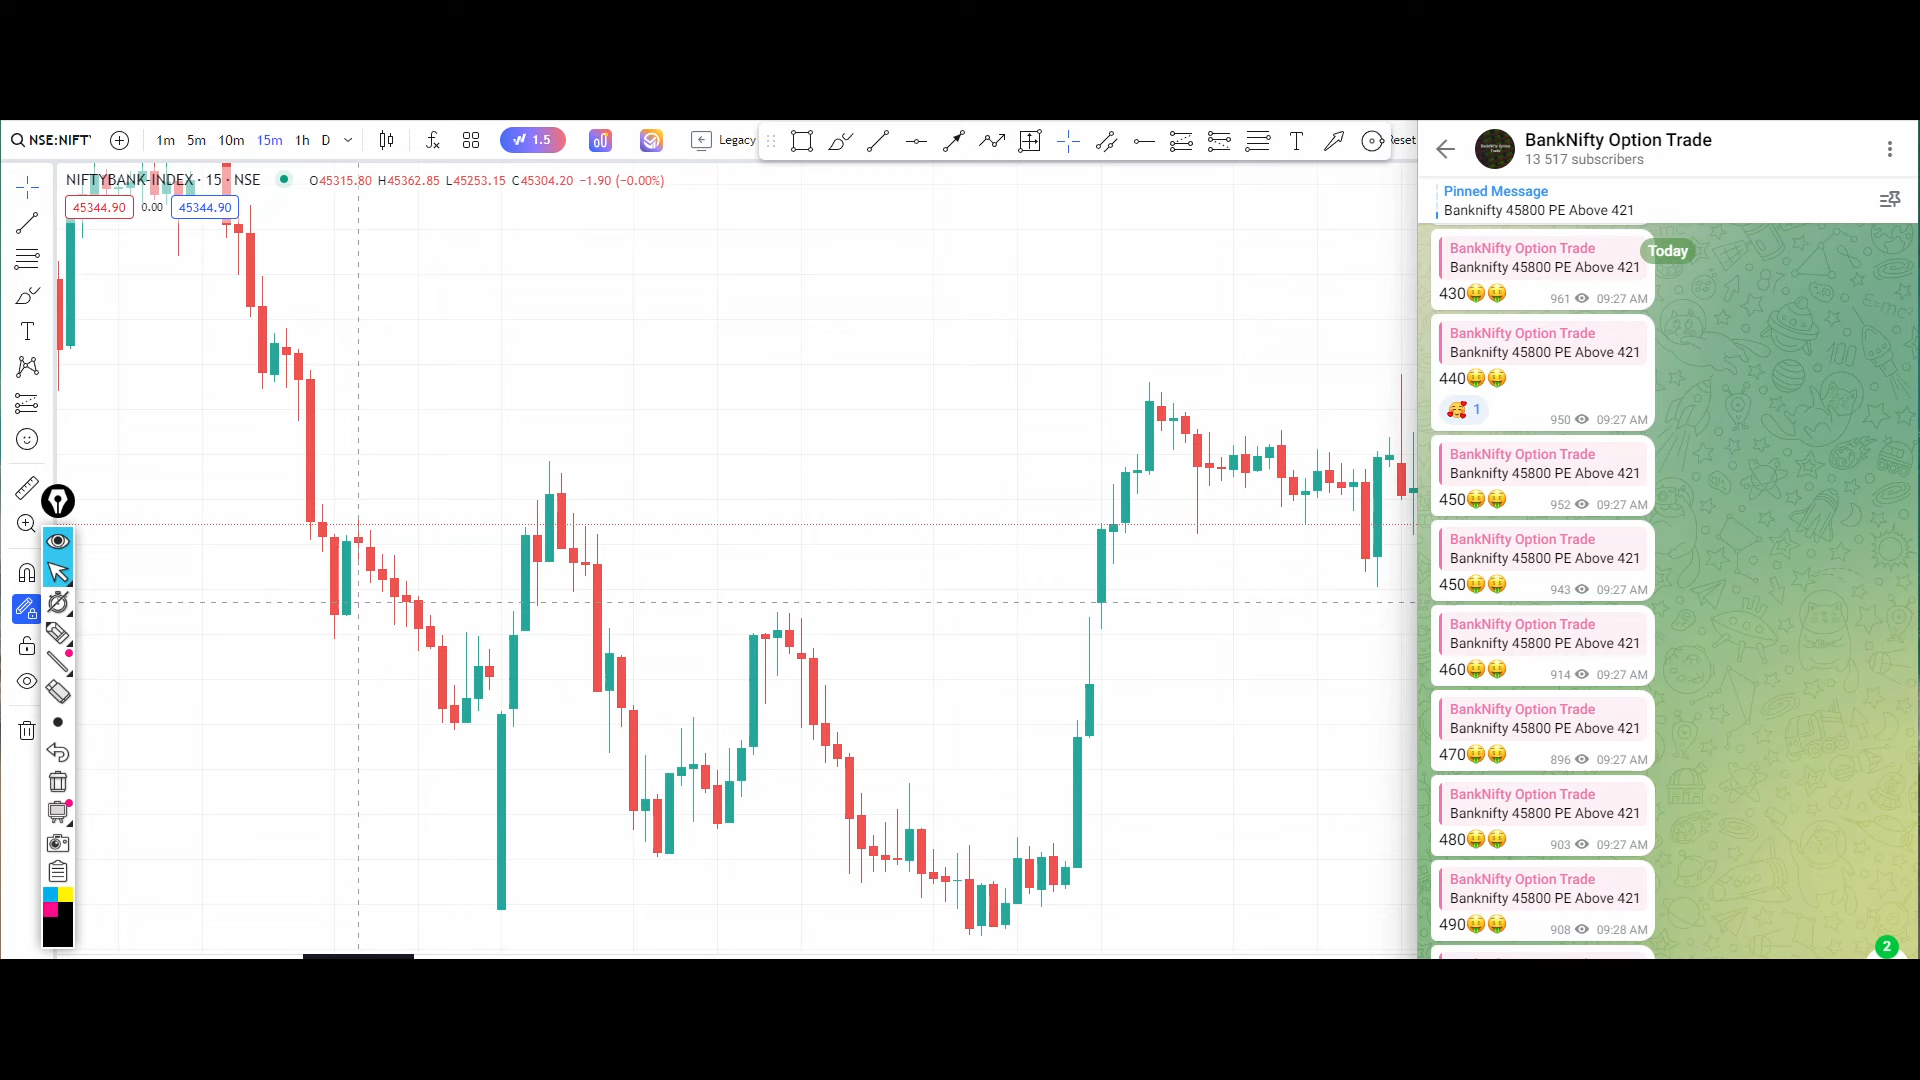 NSE:NIFT
1m 5m 10m 15m 1h D
1.5
Legacy
Reset
NIFTYBANK-INDEX · 15 · NSE
O45315.80 H45362.85 L45253.15 C45304.20 −1.90 (−0.00%)
45344.90 0.00 45344.90
BankNifty Option Trade
13 517 subscribers
Pinned Message
Banknifty 45800 PE Above 421
Today
BankNifty Option Trade
Banknifty 45800 PE Above 421
430🤑🤑
961 09:27 AM
BankNifty Option Trade
Banknifty 45800 PE Above 421
440🤑🤑
🥰 1
950 09:27 AM
BankNifty Option Trade
Banknifty 45800 PE Above 421
450🤑🤑
952 09:27 AM
BankNifty Option Trade
Banknifty 45800 PE Above 421
450🤑🤑
943 09:27 AM
BankNifty Option Trade
Banknifty 45800 PE Above 421
460🤑🤑
914 09:27 AM
BankNifty Option Trade
Banknifty 45800 PE Above 421
470🤑🤑
896 09:27 AM
BankNifty Option Trade
Banknifty 45800 PE Above 421
480🤑🤑
903 09:27 AM
BankNifty Option Trade
Banknifty 45800 PE Above 421
490🤑🤑
908 09:28 AM
2